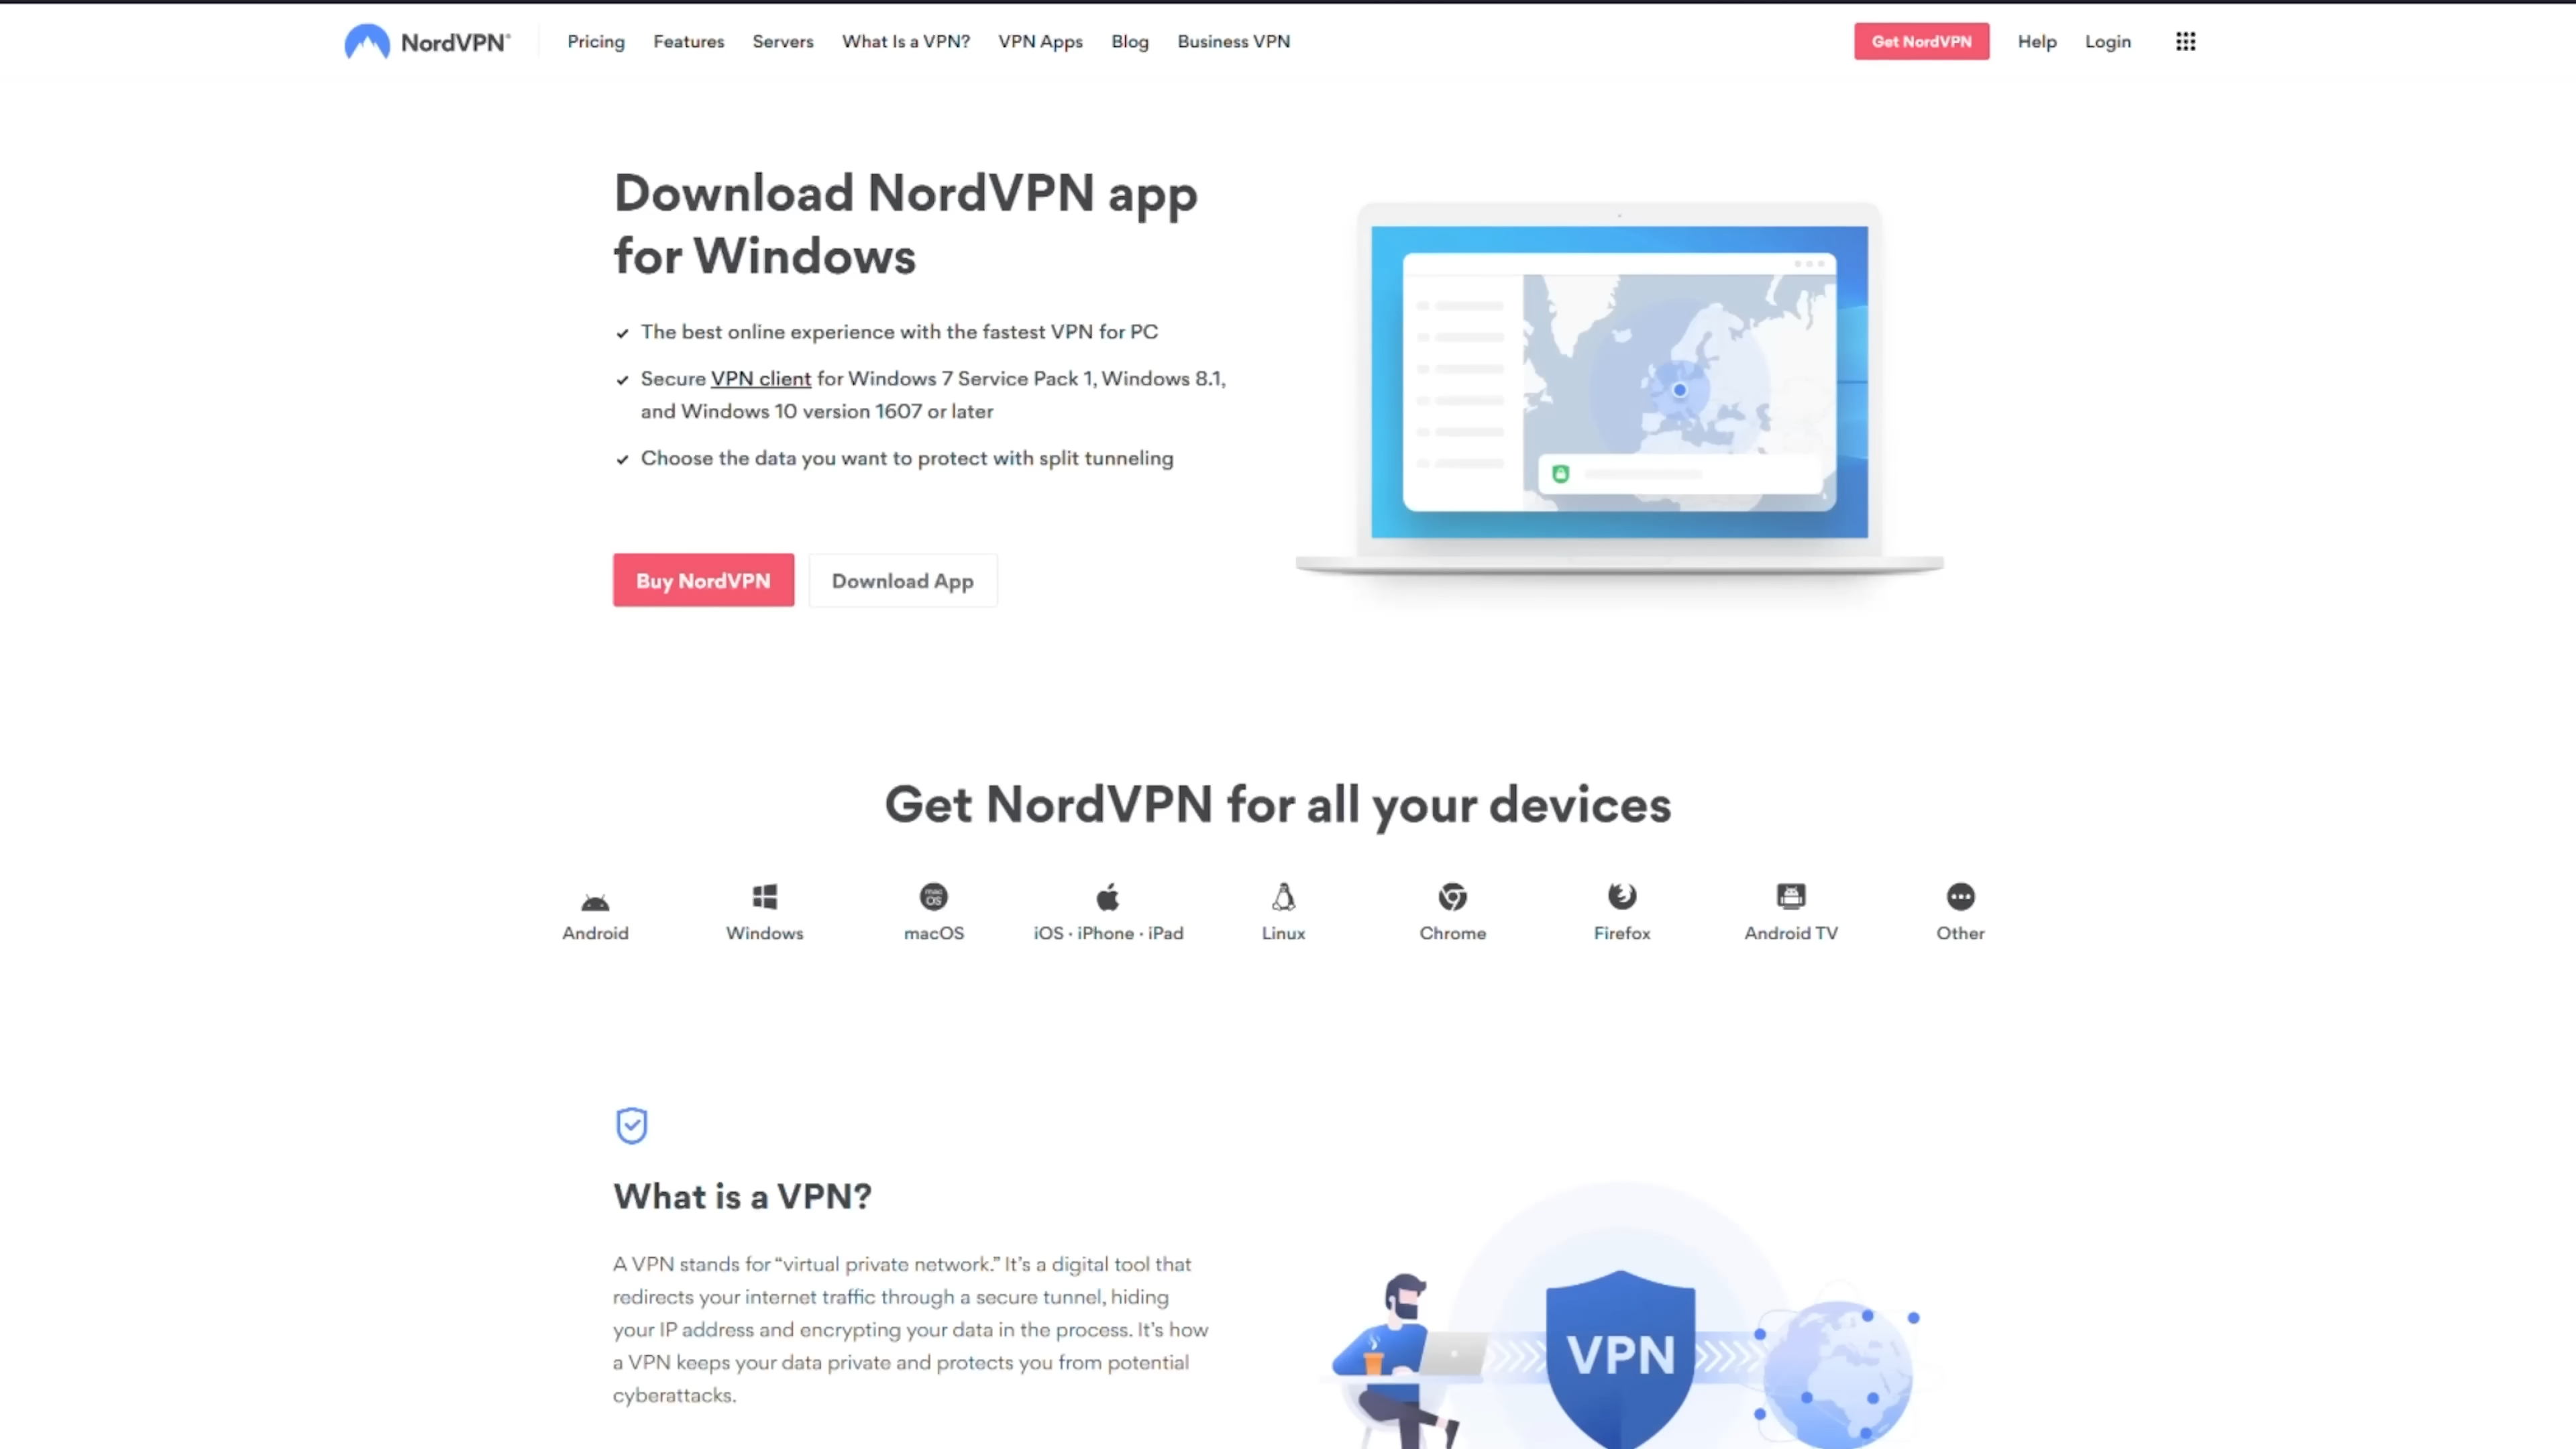 NordVPN®
Pricing
Features
Servers
What Is a VPN?
VPN Apps
Blog
Business VPN
Get NordVPN
Help
Login
Download NordVPN app
for Windows
The best online experience with the fastest VPN for PC
Secure VPN client for Windows 7 Service Pack 1, Windows 8.1,
and Windows 10 version 1607 or later
Choose the data you want to protect with split tunneling
Buy NordVPN
Download App
Get NordVPN for all your devices
mac
OS
Android
Windows
macOS
iOS · iPhone · iPad
Linux
Chrome
Firefox
Android TV
Other
What is a VPN?
A VPN stands for “virtual private network.” It’s a digital tool that
redirects your internet traffic through a secure tunnel, hiding
your IP address and encrypting your data in the process. It’s how
a VPN keeps your data private and protects you from potential
cyberattacks.
VPN